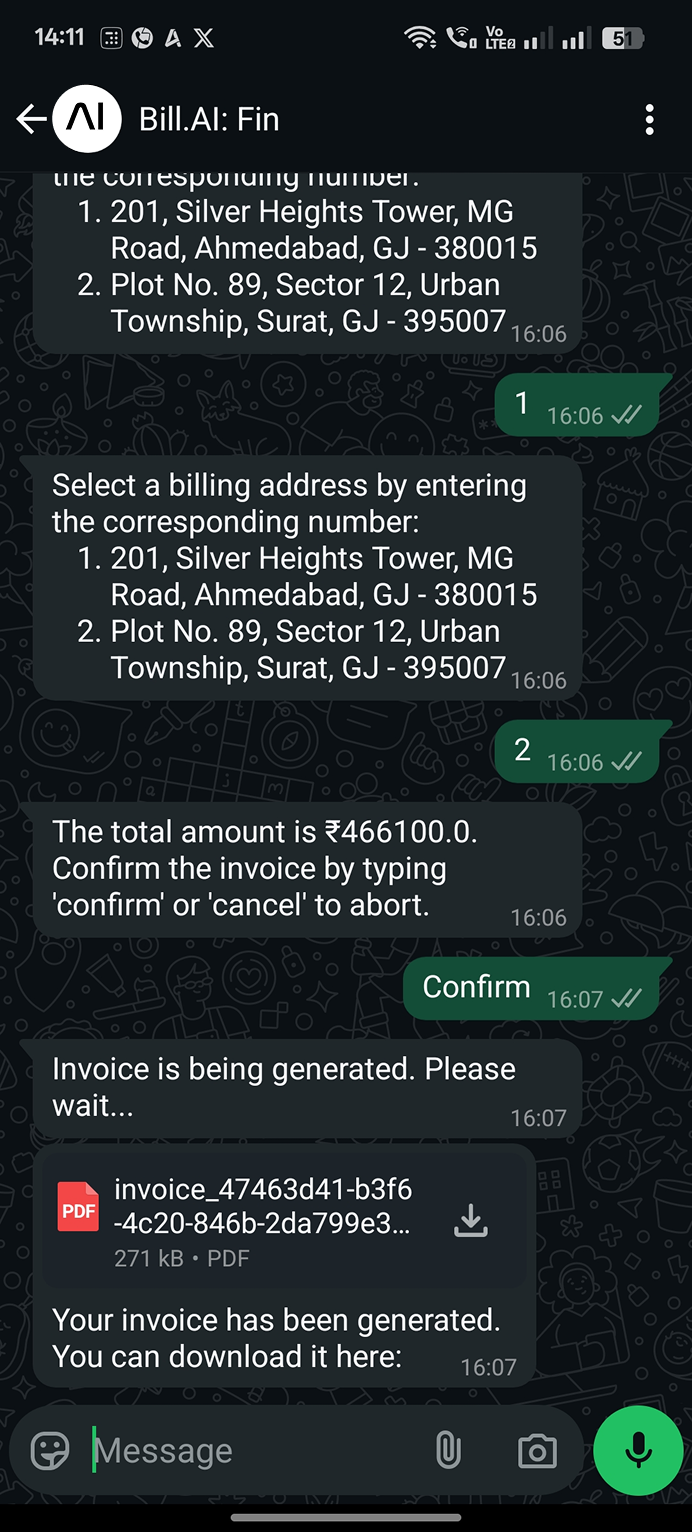 14:11
Vo
LTE2
51
AI
Bill.AI: Fin
the corresponding number:
1. 201, Silver Heights Tower, MG
Road, Ahmedabad, GJ - 380015
2. Plot No. 89, Sector 12, Urban
Township, Surat, GJ - 395007 16:06
1 16:06
Select a billing address by entering
the corresponding number:
1. 201, Silver Heights Tower, MG
Road, Ahmedabad, GJ - 380015
2. Plot No. 89, Sector 12, Urban
Township, Surat, GJ - 395007 16:06
2 16:06
The total amount is ₹466100.0.
Confirm the invoice by typing
'confirm' or 'cancel' to abort. 16:06
Confirm 16:07
Invoice is being generated. Please
wait... 16:07
PDF
invoice_47463d41-b3f6
-4c20-846b-2da799e3...
271 kB • PDF
Your invoice has been generated.
You can download it here: 16:07
Message